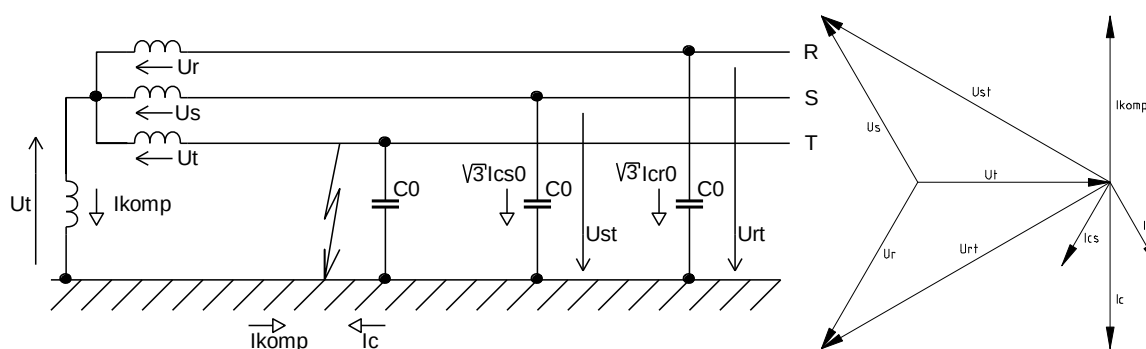 R
Ur
S
Us
T
Ut
Ut
Ikomp
C0
√3'Ics0
C0
√3'Icr0
C0
Ust
Urt
Ikomp
Ic
Ust
Us
Ut
Ur
Urt
Ics
Ikomp
Ic